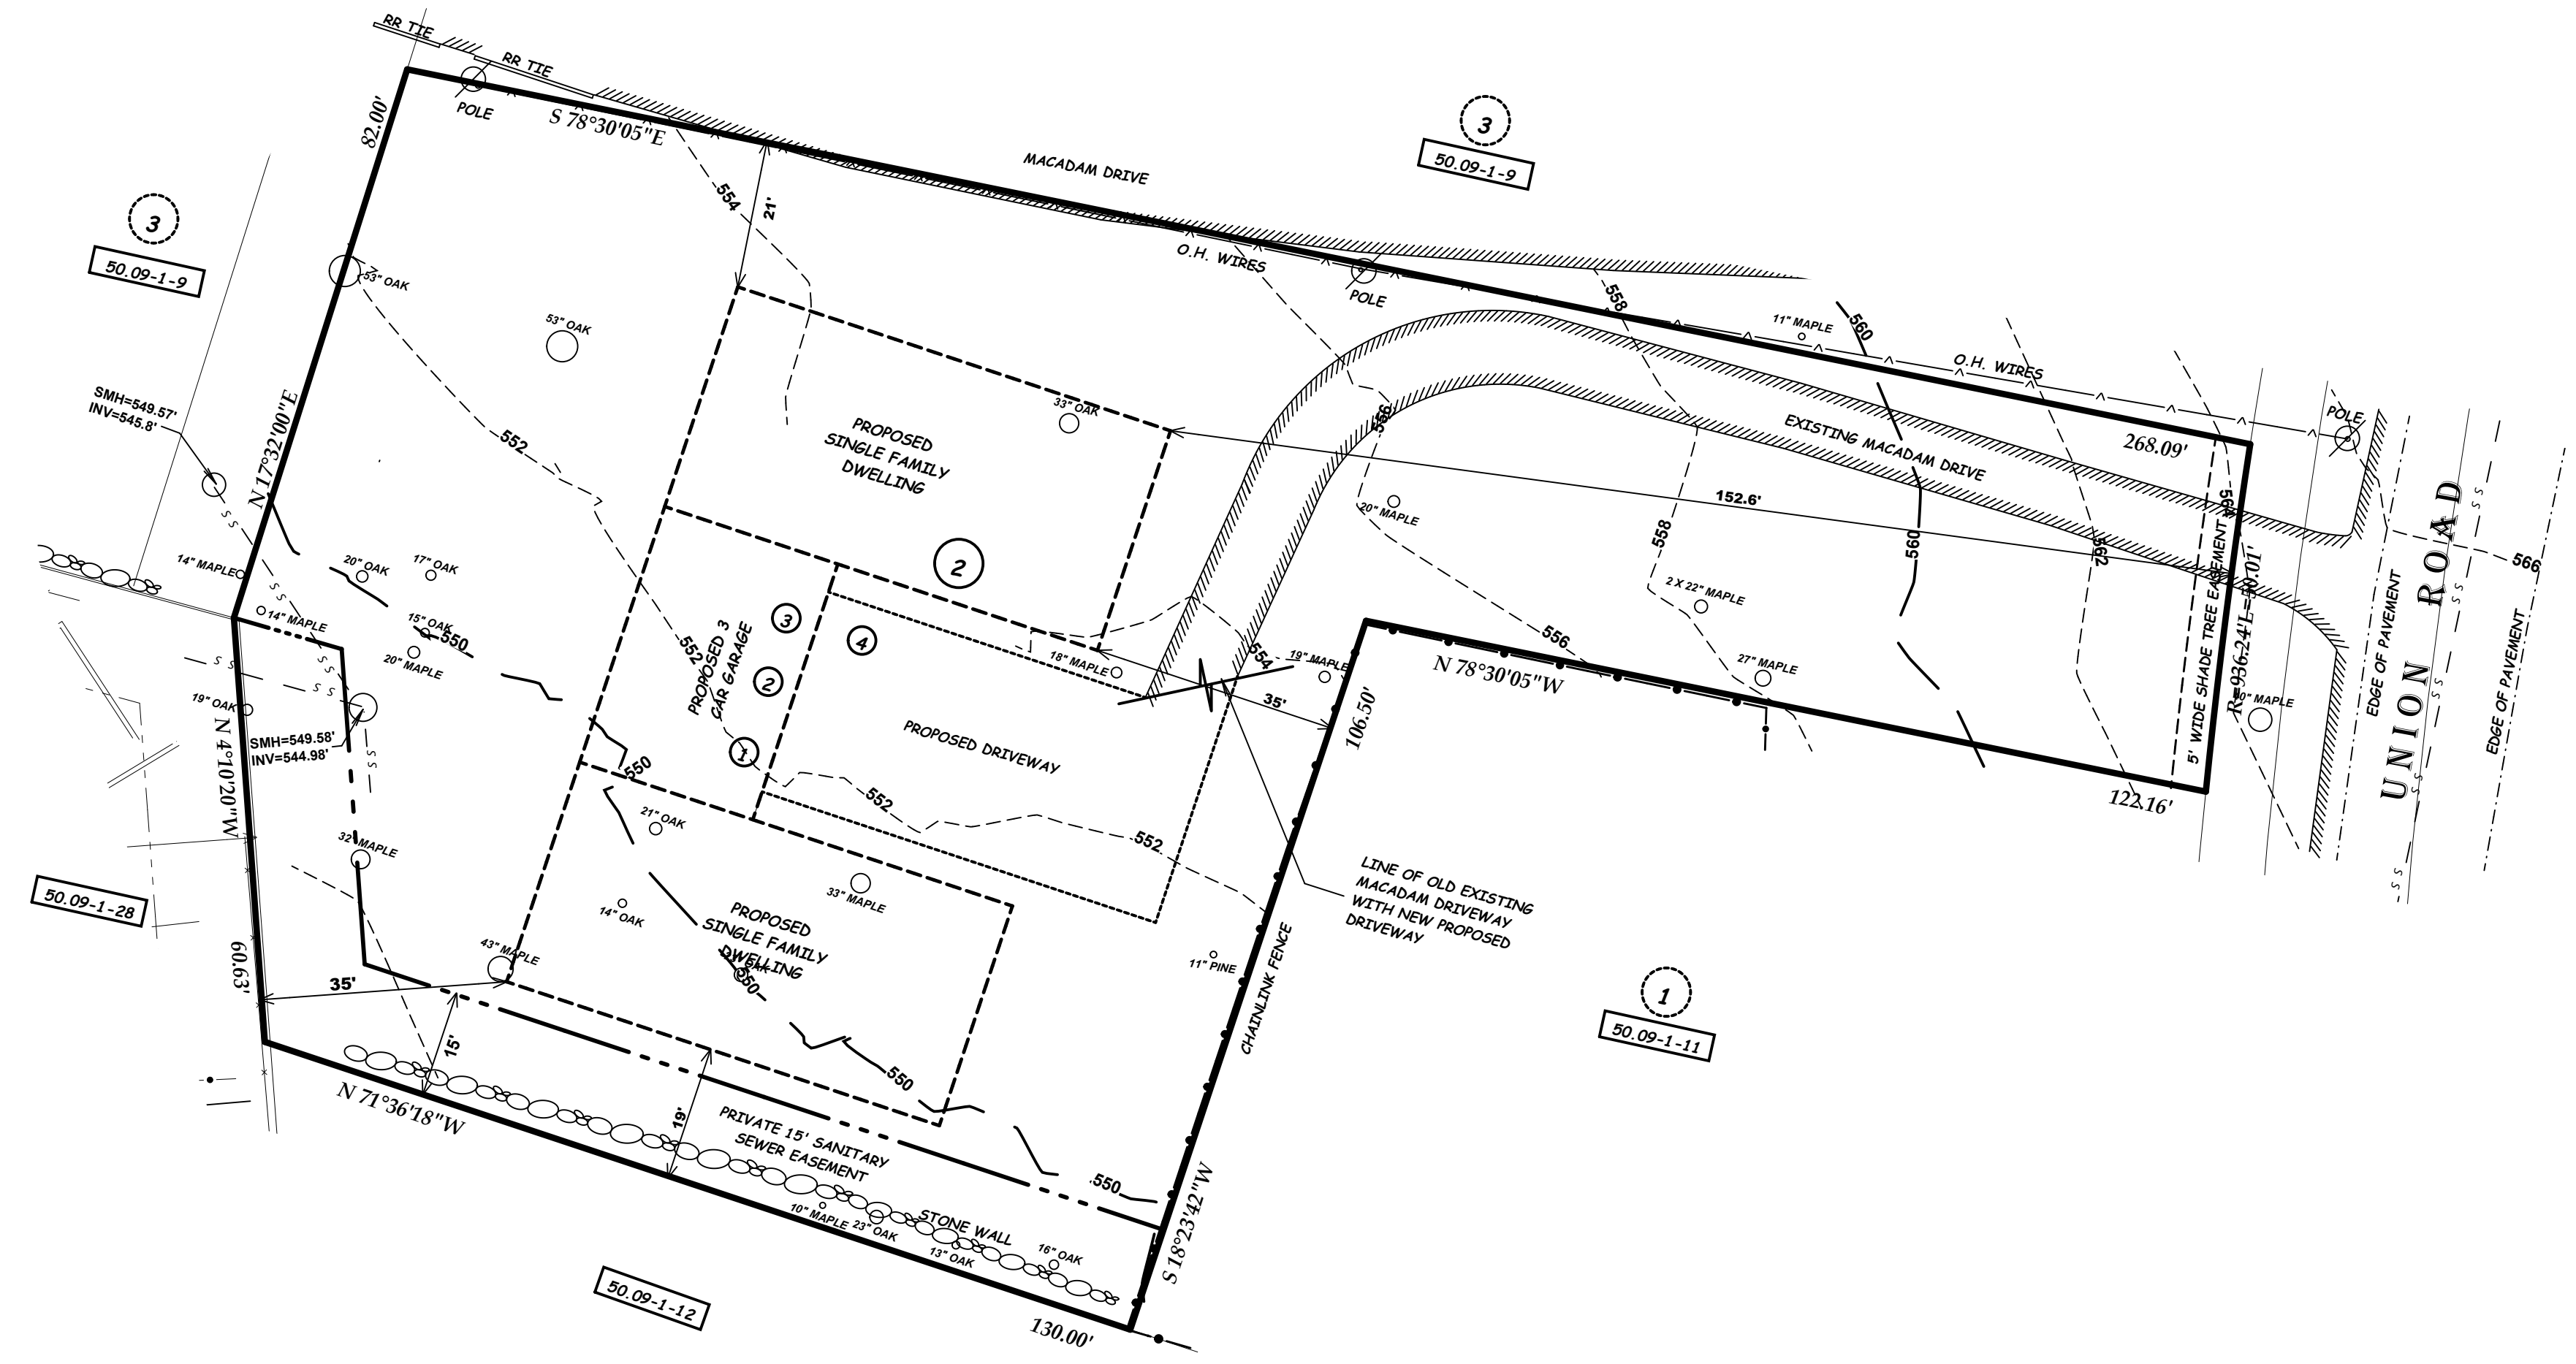 RR TIE
RR TIE
POLE
S 78°30'05"E
82.00'
3
50.09-1-9
MACADAM DRIVE
3
50.09-1-9
554
21'
O.H. WIRES
POLE
558
11" MAPLE
560
O.H. WIRES
POLE
53" OAK
53" OAK
SMH=549.57'
INV=545.8'
N 17°32'00"E
552
PROPOSED
SINGLE FAMILY
DWELLING
33" OAK
556
EXISTING MACADAM DRIVE
268.09'
152.6'
564
20" MAPLE
558
560
562
566
UNION ROAD
S S
14" MAPLE
20" OAK
17" OAK
14" MAPLE
15" OAK
550
20" MAPLE
2
3
4
2
1
PROPOSED 3
CAR GARAGE
552
18" MAPLE
554
19" MAPLE
35'
556
2 X 22" MAPLE
27" MAPLE
N 78°30'05"W
5' WIDE SHADE TREE EASEMENT
R=936.24' L=50.01'
EDGE OF PAVEMENT
EDGE OF PAVEMENT
122.16'
19" OAK
SMH=549.58'
INV=544.98'
N 4°10'20"W
550
PROPOSED DRIVEWAY
106.50'
552
552
21" OAK
32" MAPLE
14" OAK
33" MAPLE
PROPOSED
SINGLE FAMILY
DWELLING
550
43" MAPLE
50.09-1-28
60.63'
35'
15'
LINE OF OLD EXISTING
MACADAM DRIVEWAY
WITH NEW PROPOSED
DRIVEWAY
11" PINE
CHAINLINK FENCE
1
50.09-1-11
N 71°36'18"W
19'
550
PRIVATE 15' SANITARY
SEWER EASEMENT
550
STONE WALL
10" MAPLE
23" OAK
13" OAK
16" OAK
S 18°23'42"W
50.09-1-12
130.00'